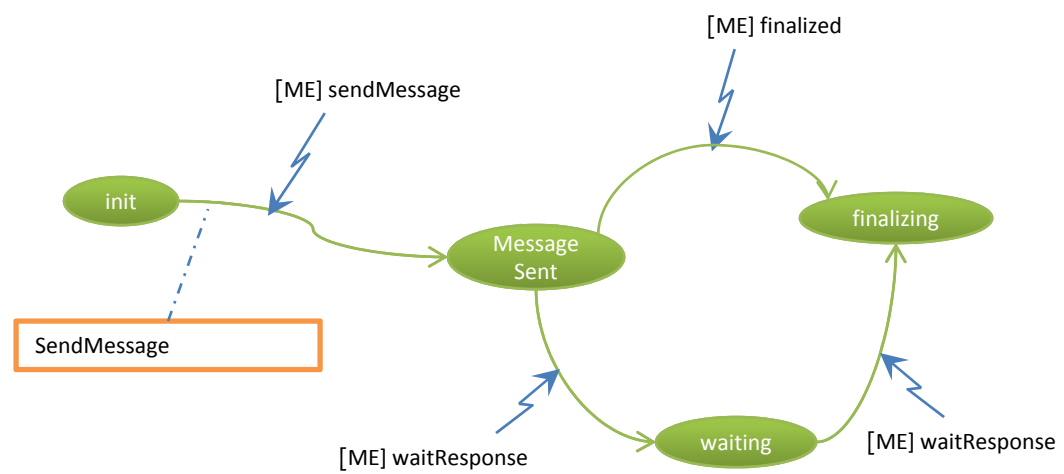 [ME] finalized
[ME] sendMessage
init
finalizing
Message
Sent
SendMessage
waiting
[ME] waitResponse
[ME] waitResponse